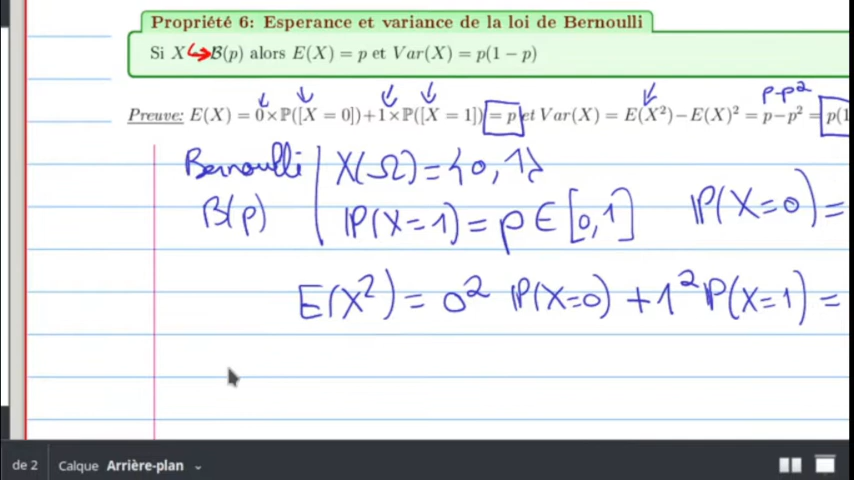 Propriété 6: Esperance et variance de la loi de Bernoulli
Si X ↪ B(p) alors E(X) = p et Var(X) = p(1 − p)
p-p²
Preuve: E(X) = 0×ℙ([X = 0])+1×ℙ([X = 1]) = p et Var(X) = E(X²)−E(X)² = p−p² = p(1
Bernoulli | X(Ω) = {0, 1}
B(p) | ℙ(X=1) = p ∈ [0,1] ℙ(X=0) =
E(X²) = 0² ℙ(X=0) + 1² ℙ(X=1) =
de 2 Calque Arrière-plan